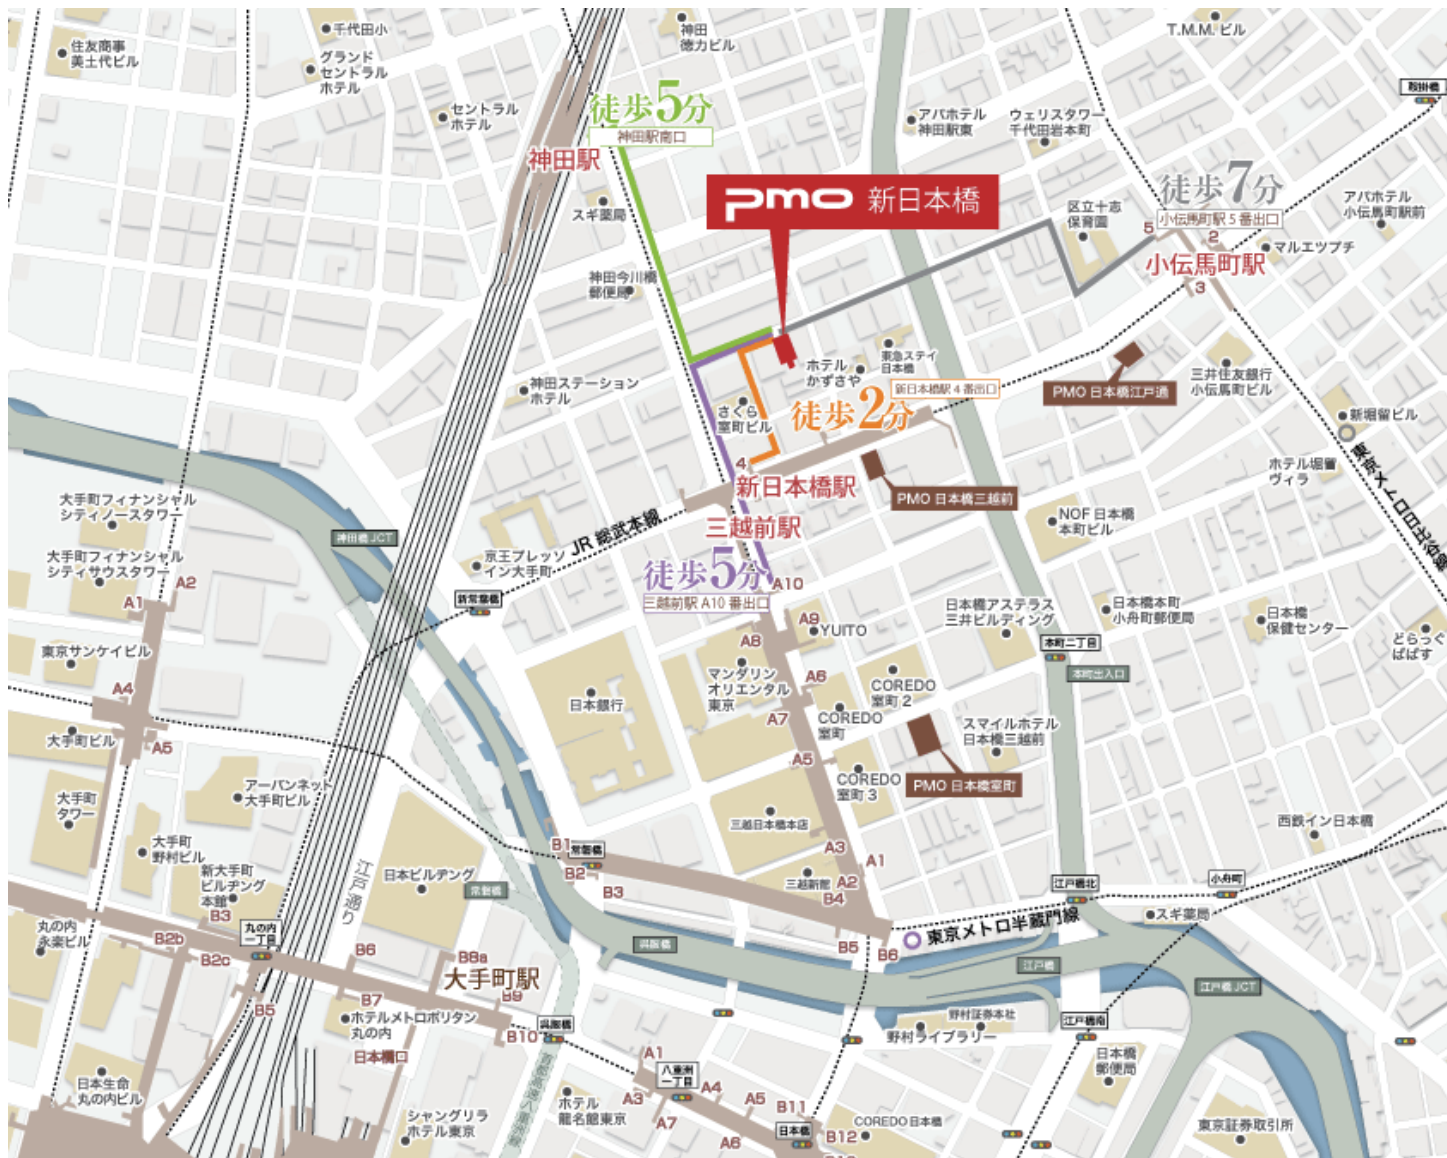 千代田小
住友商事
美土代ビル
グランド
セントラル
ホテル
神田
徳力ビル
T.M.M. ビル
鞍掛橋
セントラル
ホテル
徒歩5分
神田駅南口
神田駅
アパホテル
神田駅東
ウェリスタワー
千代田岩本町
徒歩7分
小伝馬町駅 5 番出口
アパホテル
小伝馬町駅前
スギ薬局
pmo 新日本橋
区立十志
保育園
5
2
マルエツプチ
小伝馬町駅
3
神田今川橋
郵便局
神田ステーション
ホテル
ホテル
かずさや
東急ステイ
日本橋
新日本橋駅 4 番出口
PMO 日本橋江戸通
三井住友銀行
小伝馬町ビル
さくら
室町ビル
徒歩2分
新堀留ビル
4
新日本橋駅
PMO 日本橋三越前
ホテル堀留
ヴィラ
東京メトロ日比谷線
大手町フィナンシャル
シティノースタワー
神田橋 JCT
JR 総武本線
三越前駅
NOF 日本橋
本町ビル
大手町フィナンシャル
シティサウスタワー
京王プレッソ
イン大手町
徒歩5分
三越前駅 A10 番出口
A10
A2
A1
新常盤橋
A9
YUITO
日本橋アステラス
三井ビルディング
日本橋本町
小舟町郵便局
日本橋
保健センター
どらっぐ
ぱぱす
東京サンケイビル
A8
本町二丁目
本町出入口
A4
日本銀行
マンダリン
オリエンタル
東京
A6
COREDO
室町 2
A7
COREDO
室町
スマイルホテル
日本橋三越前
大手町ビル
A5
A5
COREDO
室町 3
PMO 日本橋室町
アーバンネット
大手町ビル
大手町
タワー
三越日本橋本店
西鉄イン日本橋
大手町
野村ビル
B1
常盤橋
A3
A1
新大手町
ビルヂング
本館
江戸通り
日本ビルヂング
常盤橋
B2
B3
三越新館
A2
B4
江戸橋北
小舟町
B3
丸の内
永楽ビル
丸の内
一丁目
B2b
B2c
B6
B8a
呉服橋
B5
B6
東京メトロ半蔵門線
スギ薬局
江戸橋
江戸橋 JCT
大手町駅
B9
B5
B7
ホテルメトロポリタン
丸の内
B10
呉服橋
野村証券本社
野村ライブラリー
江戸橋南
日本橋口
A1
八重洲
一丁目
日本橋
郵便局
首都高速八重洲線
日本生命
丸の内ビル
シャングリラ
ホテル東京
ホテル
龍名館東京
A3
A4
A7
A5
A6
B11
日本橋
B12
COREDO 日本橋
東京証券取引所